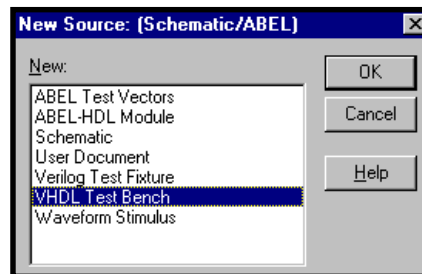 New Source: (Schematic/ABEL)
New:
ABEL Test Vectors
ABEL-HDL Module
Schematic
User Document
Verilog Test Fixture
VHDL Test Bench
Waveform Stimulus
OK
Cancel
Help